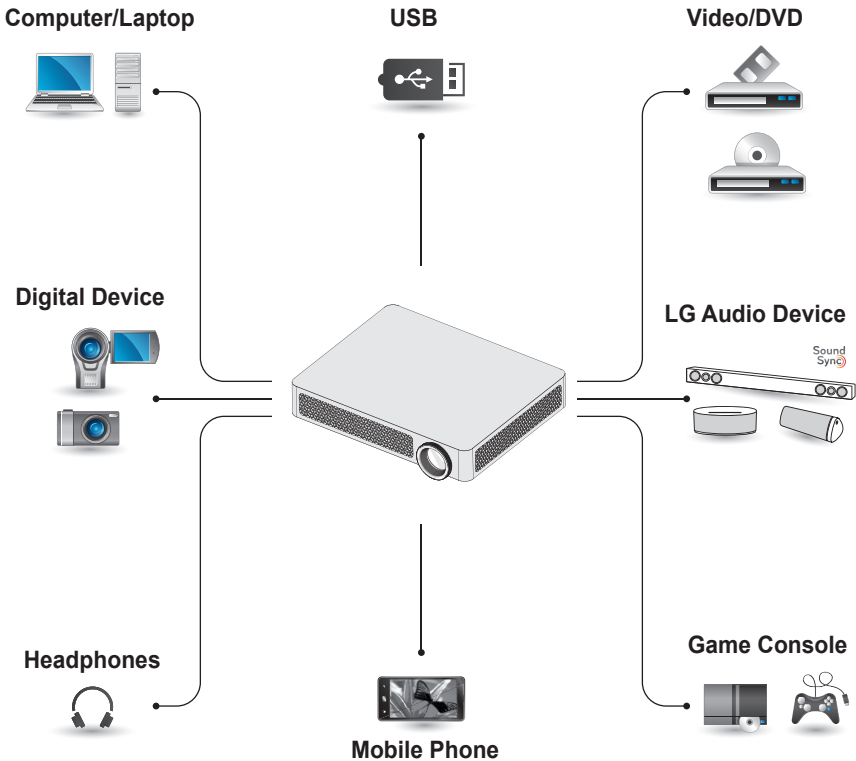 Computer/Laptop
USB
Video/DVD
Digital Device
LG Audio Device
Sound
Sync
Headphones
Game Console
Mobile Phone